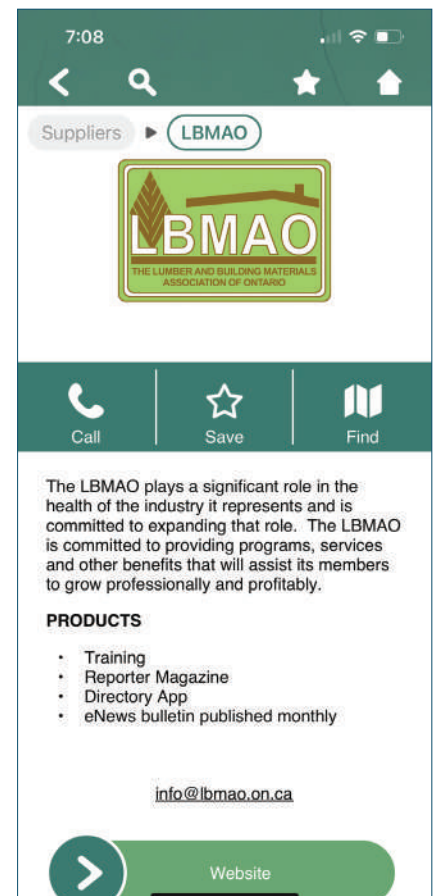 7:08
Suppliers
LBMAO
LBMAO
THE LUMBER AND BUILDING MATERIALS
ASSOCIATION OF ONTARIO
Call
Save
Find
The LBMAO plays a significant role in the
health of the industry it represents and is
committed to expanding that role. The LBMAO
is committed to providing programs, services
and other benefits that will assist its members
to grow professionally and profitably.
PRODUCTS
· Training
· Reporter Magazine
· Directory App
· eNews bulletin published monthly
info@lbmao.on.ca
Website